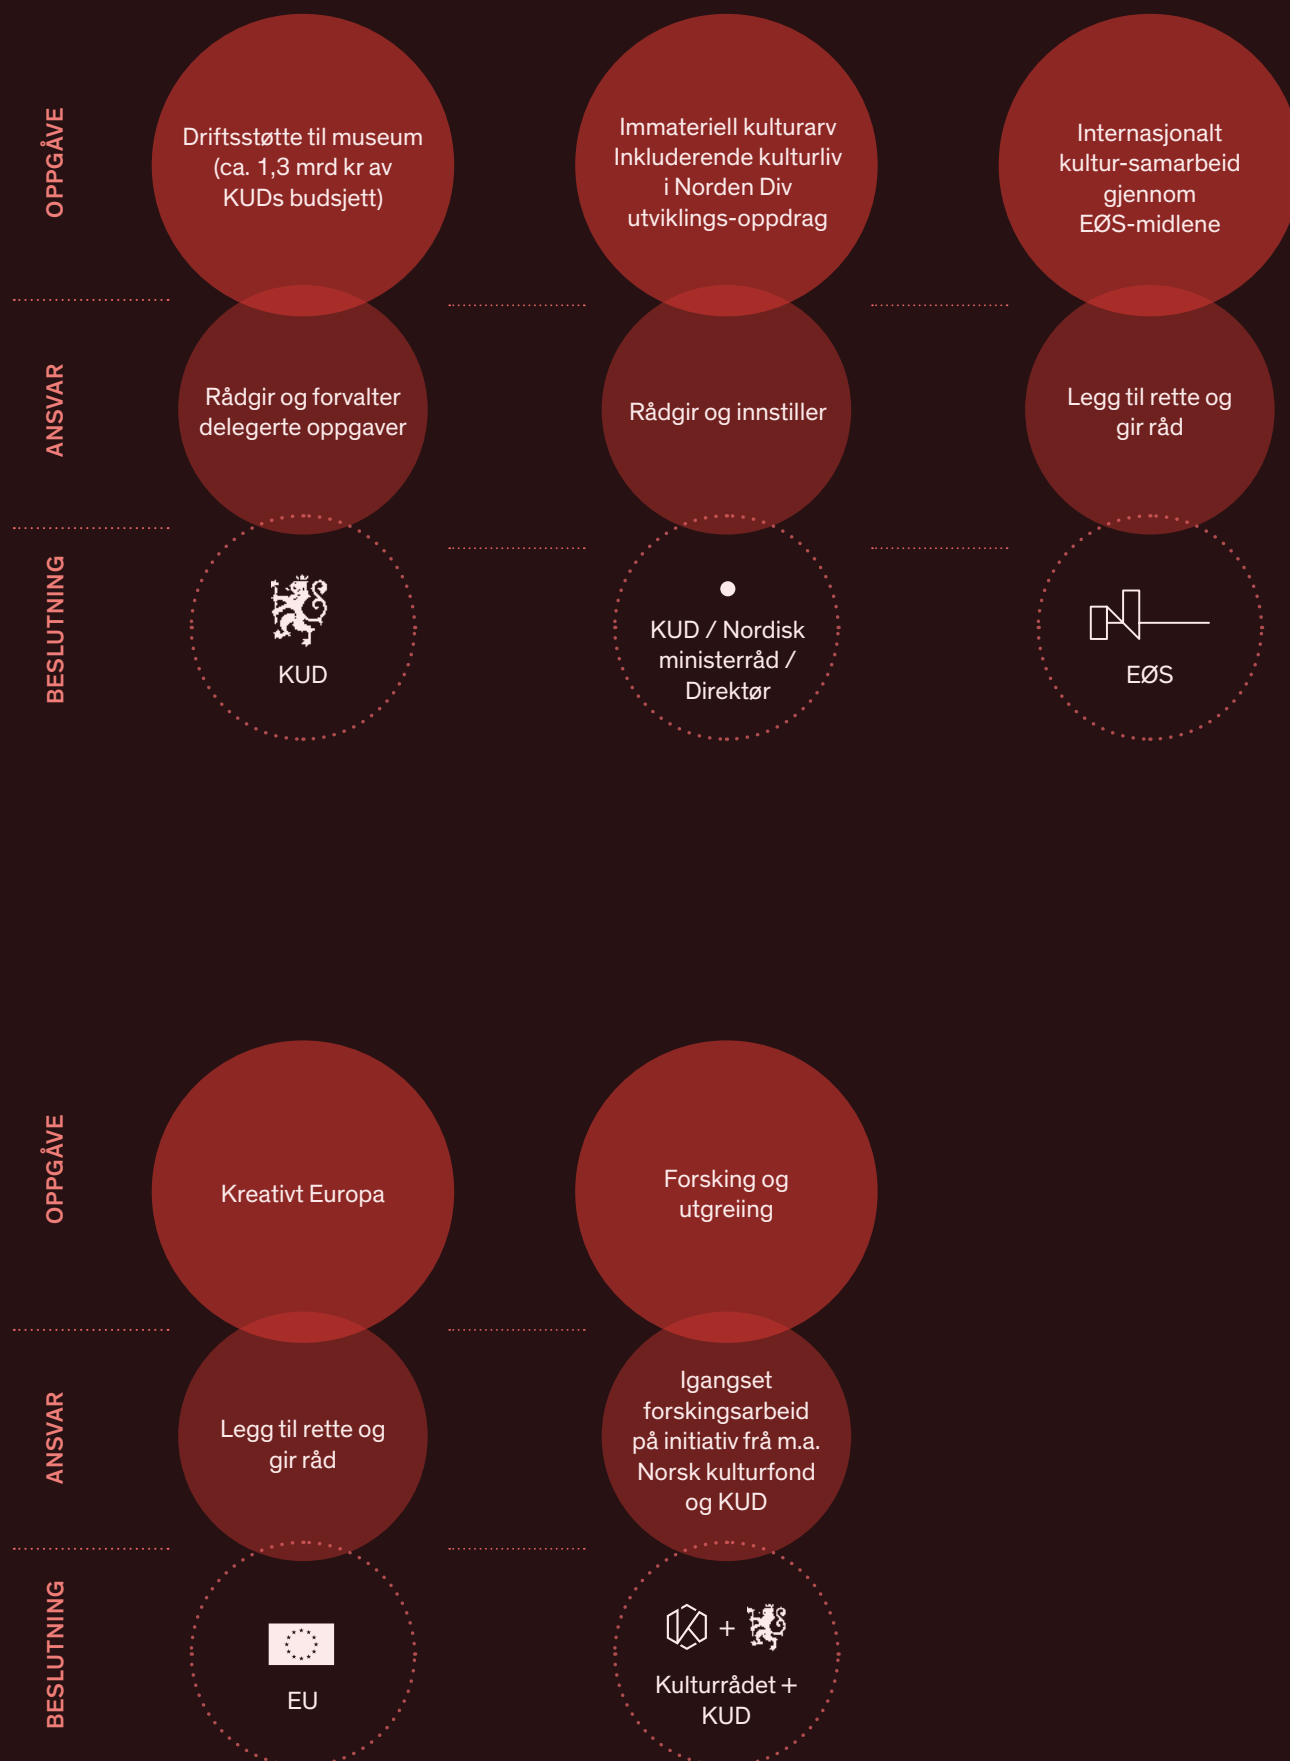 OPPGÅVE
Driftsstøtte til museum
(ca. 1,3 mrd kr av
KUDs budsjett)
Immateriell kulturarv
Inkluderende kulturliv
i Norden Div
utviklings-oppdrag
Internasjonalt
kultur-samarbeid
gjennom
EØS-midlene
ANSVAR
Rådgir og forvalter
delegerte oppgaver
Rådgir og innstiller
Legg til rette og
gir råd
BESLUTNING
KUD
KUD / Nordisk
ministerråd /
Direktør
EØS
OPPGÅVE
Kreativt Europa
Forsking og
utgreiing
ANSVAR
Legg til rette og
gir råd
Igangset
forskingsarbeid
på initiativ frå m.a.
Norsk kulturfond
og KUD
BESLUTNING
EU
+
Kulturrådet +
KUD